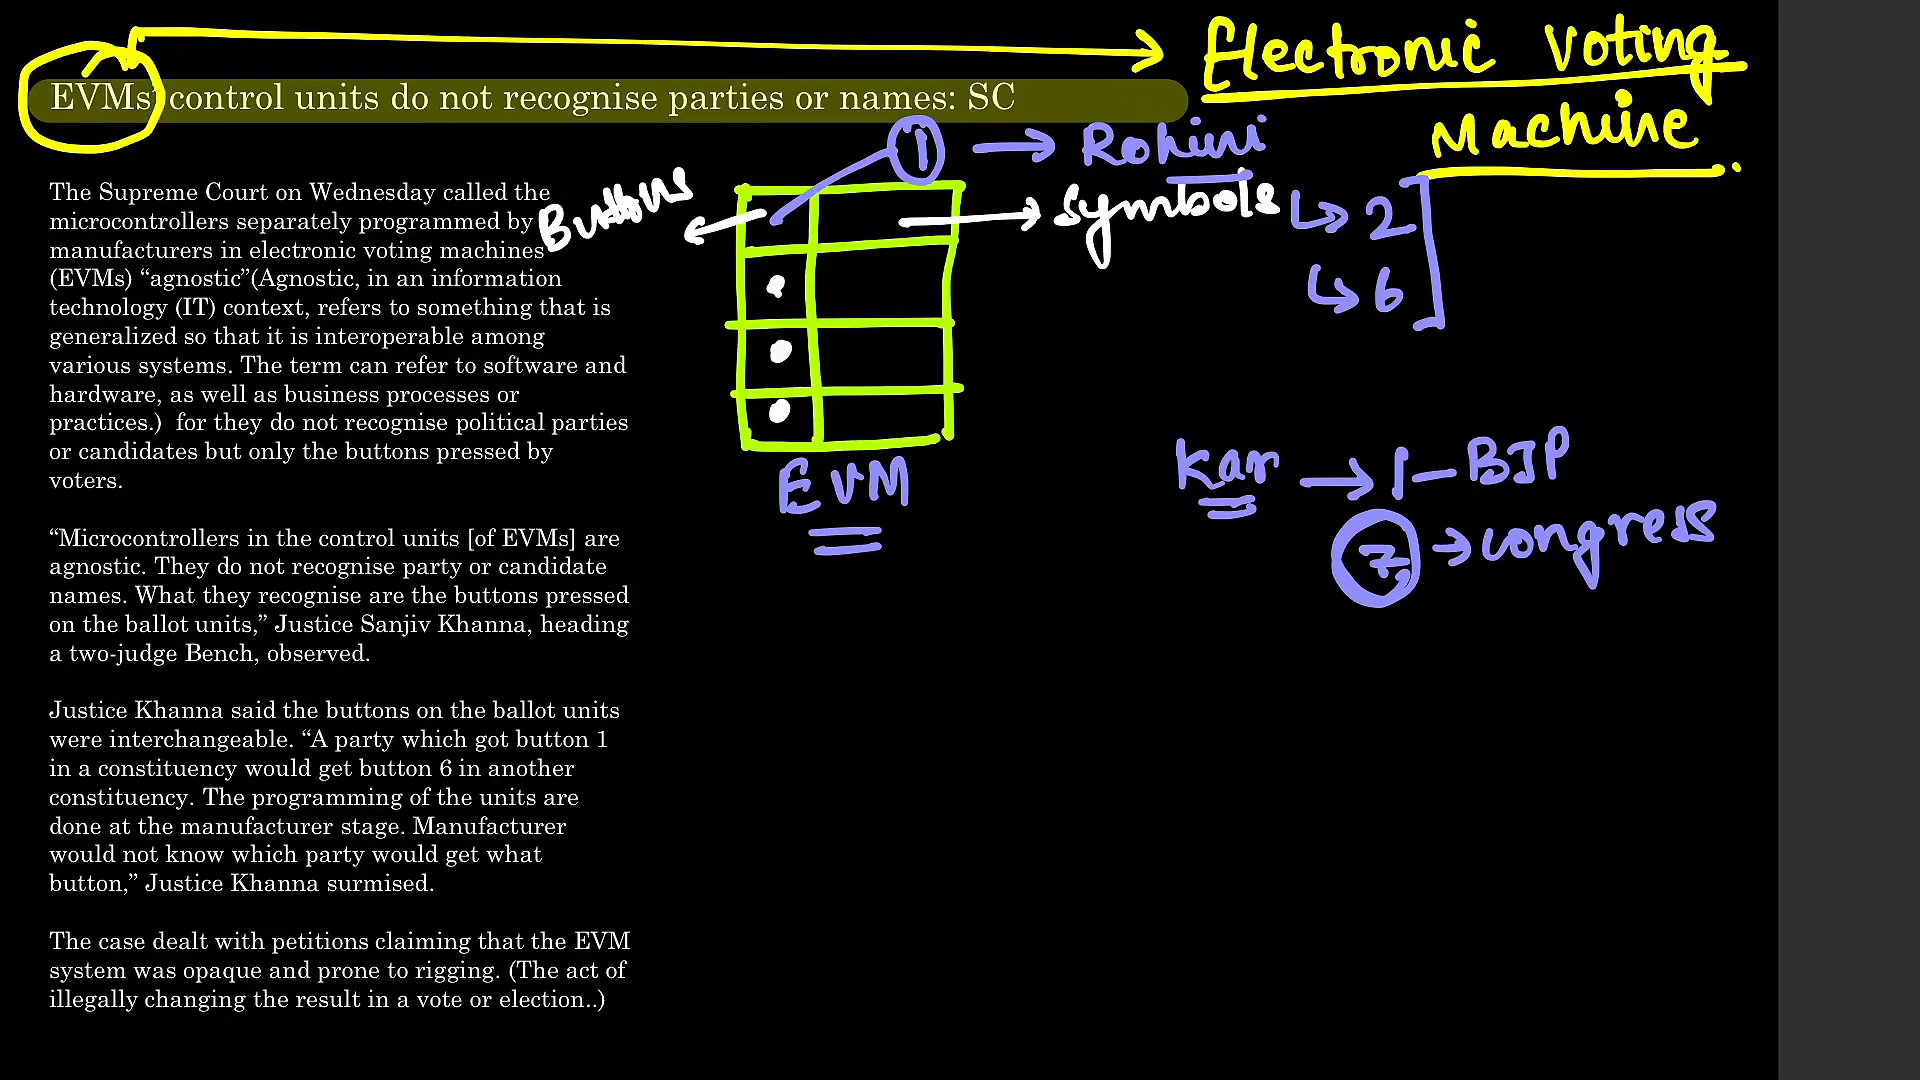 Electronic Voting
Machine
EVMs' control units do not recognise parties or names: SC
1 → Rohini
↳ 2
↳ 6
Buttons
Symbols
EVM
Kar → 1 – BJP
7 → Congress
The Supreme Court on Wednesday called the
microcontrollers separately programmed by
manufacturers in electronic voting machines
(EVMs) “agnostic”(Agnostic, in an information
technology (IT) context, refers to something that is
generalized so that it is interoperable among
various systems. The term can refer to software and
hardware, as well as business processes or
practices.)  for they do not recognise political parties
or candidates but only the buttons pressed by
voters.
“Microcontrollers in the control units [of EVMs] are
agnostic. They do not recognise party or candidate
names. What they recognise are the buttons pressed
on the ballot units,” Justice Sanjiv Khanna, heading
a two-judge Bench, observed.
Justice Khanna said the buttons on the ballot units
were interchangeable. “A party which got button 1
in a constituency would get button 6 in another
constituency. The programming of the units are
done at the manufacturer stage. Manufacturer
would not know which party would get what
button,” Justice Khanna surmised.
The case dealt with petitions claiming that the EVM
system was opaque and prone to rigging. (The act of
illegally changing the result in a vote or election..)